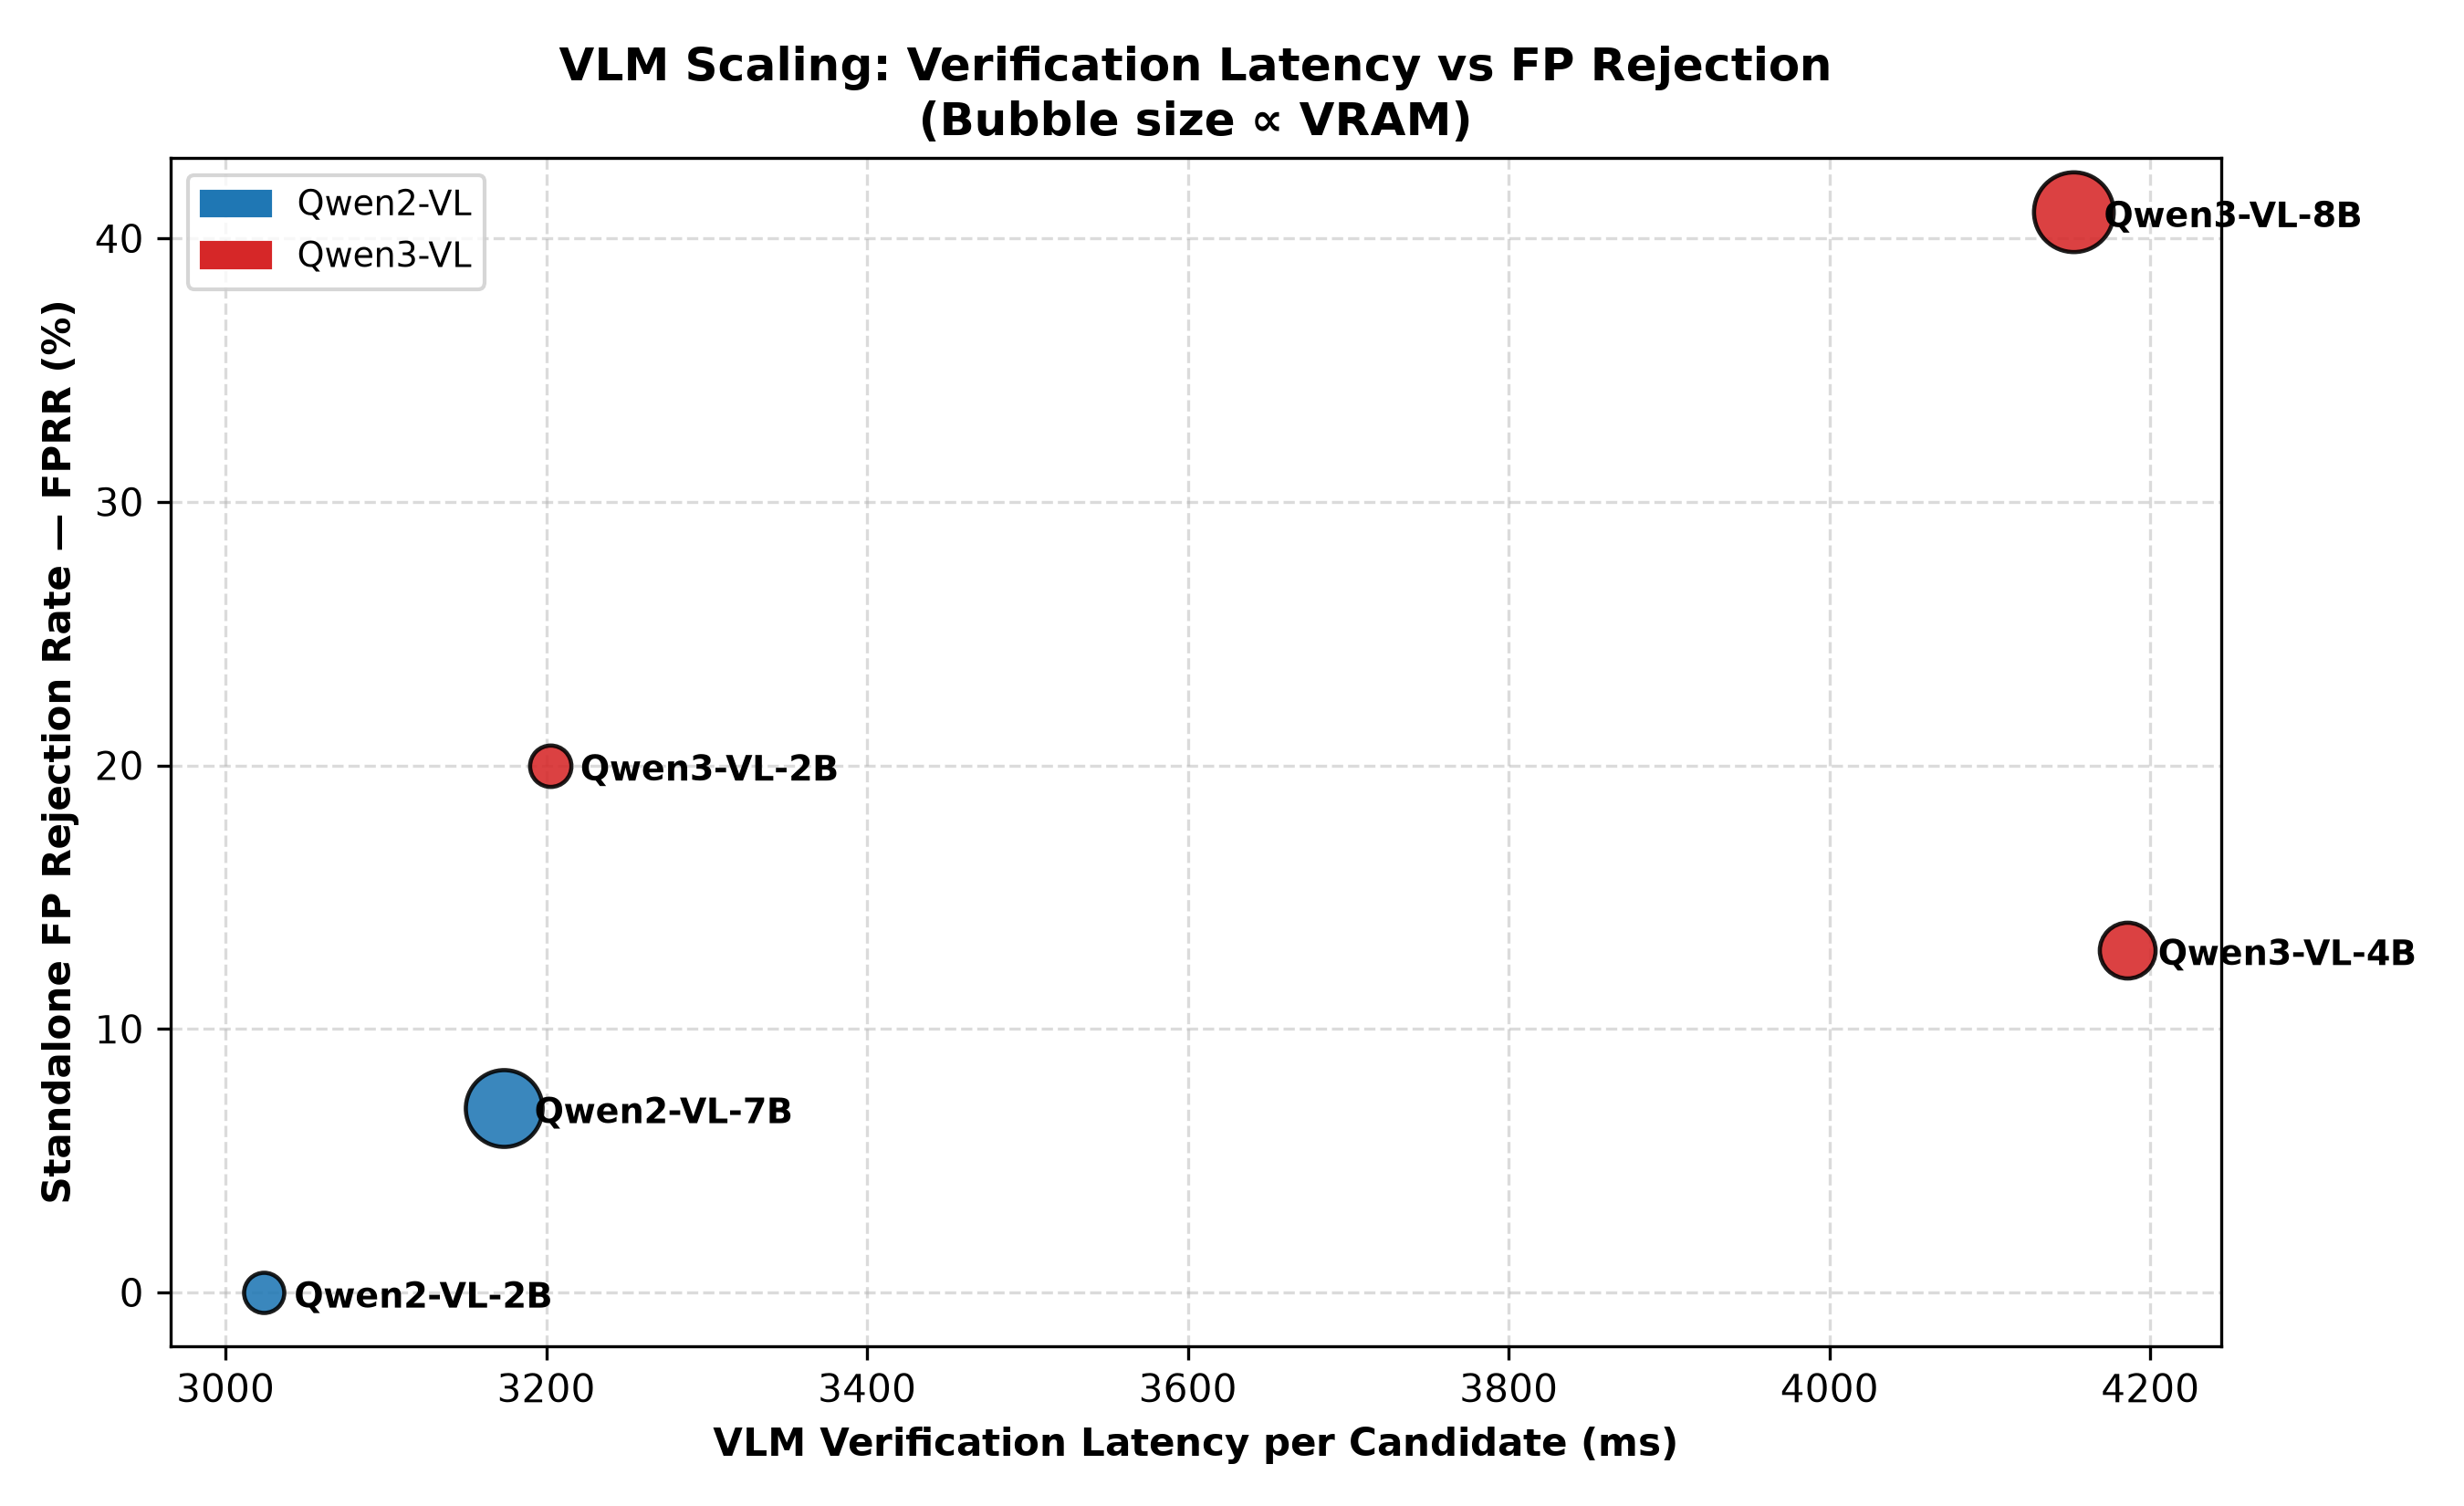 VLM Scaling: Verification Latency vs FP Rejection
(Bubble size ∝ VRAM)
Qwen2-VL
Qwen3-VL
Standalone FP Rejection Rate — FPRR (%)
40
30
20
10
0
Qwen3-VL-8B
Qwen3-VL-2B
Qwen3-VL-4B
Qwen2-VL-7B
Qwen2-VL-2B
3000 3200 3400 3600 3800 4000 4200
VLM Verification Latency per Candidate (ms)